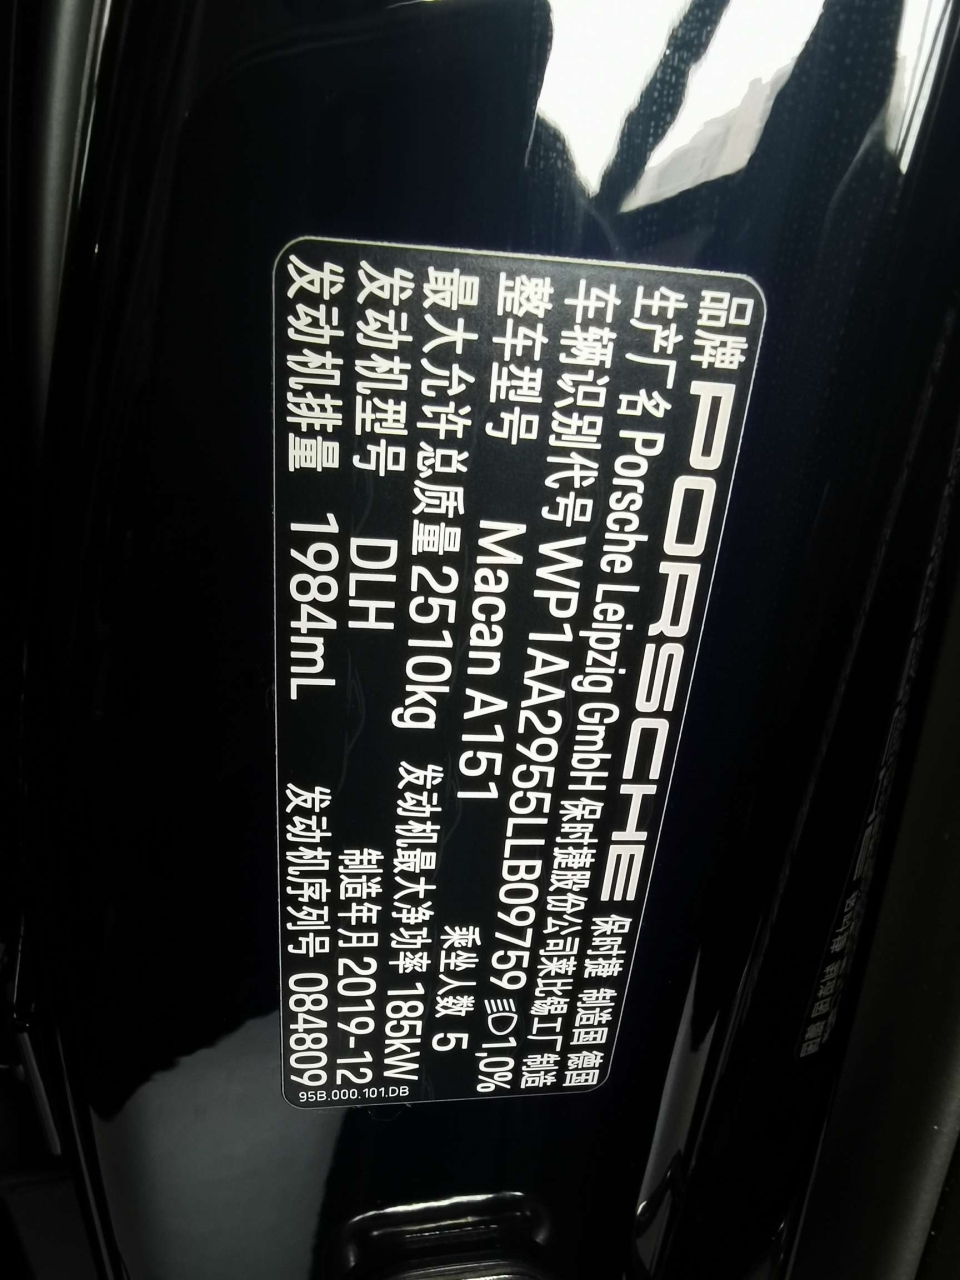 品牌 PORSCHE 保时捷 制造国 德国
生产厂名 Porsche Leipzig GmbH 保时捷股份公司莱比锡工厂 制造
车辆识别代号 WP1AA2955LLB09759 1,0%
整车型号 Macan A151 乘坐人数 5
最大允许总质量 2510kg 发动机最大净功率 185kW
发动机型号 DLH 制造年月 2019-12
发动机排量 1984mL 发动机序列号 084809
95B.000.101.DB